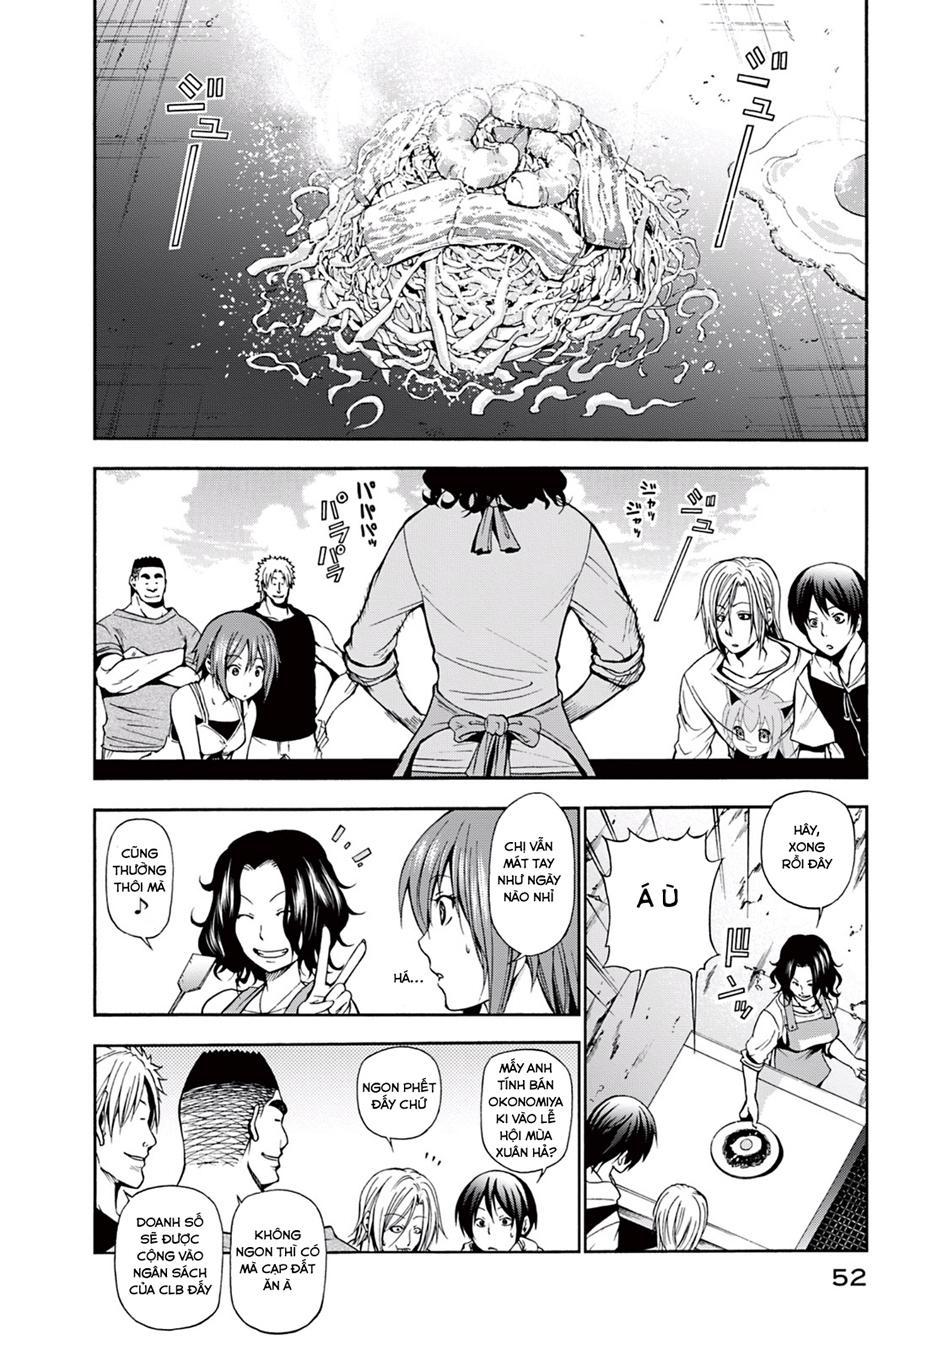 ジュー
ジュー
ジュー
ジャッ
ジャッ
パパパッ
パラパラ
HÂY,
XONG
RỒI ĐÂY
Á Ù
CHỊ VẪN
MÁT TAY
NHƯ NGÀY
NÀO NHỈ
HÁ...
CŨNG
THƯỜNG
THÔI MÀ
♪
MẤY ANH
TÍNH BÁN
OKONOMIYA
KI VÀO LỄ
HỘI MÙA
XUÂN HẢ?
NGON PHẾT
ĐẤY CHỨ
KHÔNG
NGON THÌ CÓ
MÀ CẠP ĐẤT
ĂN À
DOANH SỐ
SẼ ĐƯỢC
CỘNG VÀO
NGÂN SÁCH
CỦA CLB ĐẤY
52